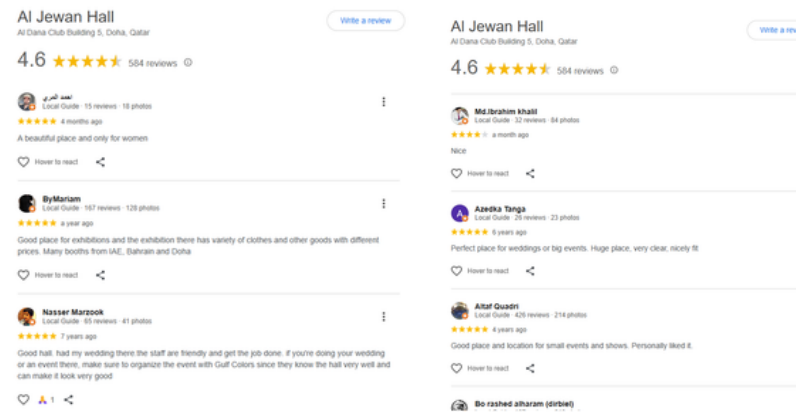 Al Jewan Hall
Write a review
Al Dana Club Building 5, Doha, Qatar
4.6
584 reviews
احمد المري
Local Guide · 15 reviews · 18 photos
4 months ago
A beautiful place and only for women
Hover to react
ByMariam
Local Guide · 167 reviews · 128 photos
a year ago
Good place for exhibitions and the exhibition there has variety of clothes and other goods with different
prices. Many booths from IAE, Bahrain and Doha
Hover to react
Nasser Marzook
Local Guide · 65 reviews · 41 photos
7 years ago
Good hall. had my wedding there.the staff are friendly and get the job done. if you're doing your wedding
or an event there, make sure to organize the event with Gulf Colors since they know the hall very well and
can make it look very good
1
Al Jewan Hall
Write a rev
Al Dana Club Building 5, Doha, Qatar
4.6
584 reviews
Md.Ibrahim khalil
Local Guide · 32 reviews · 84 photos
a month ago
Nice
Hover to react
A
Azedka Tanga
Local Guide · 26 reviews · 23 photos
5 years ago
Perfect place for weddings or big events. Huge place, very clear, nicely fit
Hover to react
Altaf Quadri
Local Guide · 426 reviews · 214 photos
4 years ago
Good place and location for small events and shows. Personally liked it.
Hover to react
Bo rashed alharam (dirbiel)